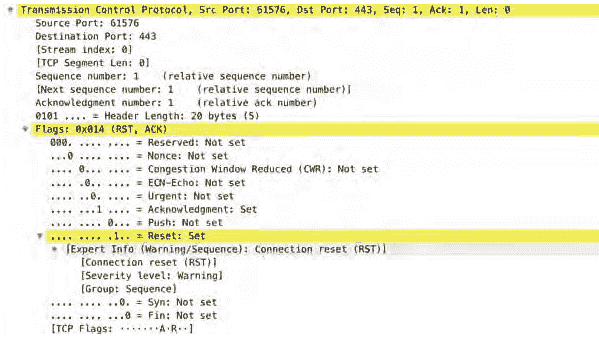 Transmission Control Protocol, Src Port: 61576, Dst Port: 443, Seq: 1, Ack: 1, Len: 0
Source Port: 61576
Destination Port: 443
[Stream index: 0]
[TCP Segment Len: 0]
Sequence number: 1 (relative sequence number)
[Next sequence number: 1 (relative sequence number)]
Acknowledgment number: 1 (relative ack number)
0101 .... = Header Length: 20 bytes (5)
Flags: 0x014 (RST, ACK)
000. .... .... = Reserved: Not set
...0 .... .... = Nonce: Not set
.... 0... .... = Congestion Window Reduced (CWR): Not set
.... .0.. .... = ECN-Echo: Not set
.... ..0. .... = Urgent: Not set
.... ...1 .... = Acknowledgment: Set
.... .... 0... = Push: Not set
.... .... .1.. = Reset: Set
[Expert Info (Warning/Sequence): Connection reset (RST)]
[Connection reset (RST)]
[Severity level: Warning]
[Group: Sequence]
.... .... ..0. = Syn: Not set
.... .... ...0 = Fin: Not set
[TCP Flags: ·······A·R··]